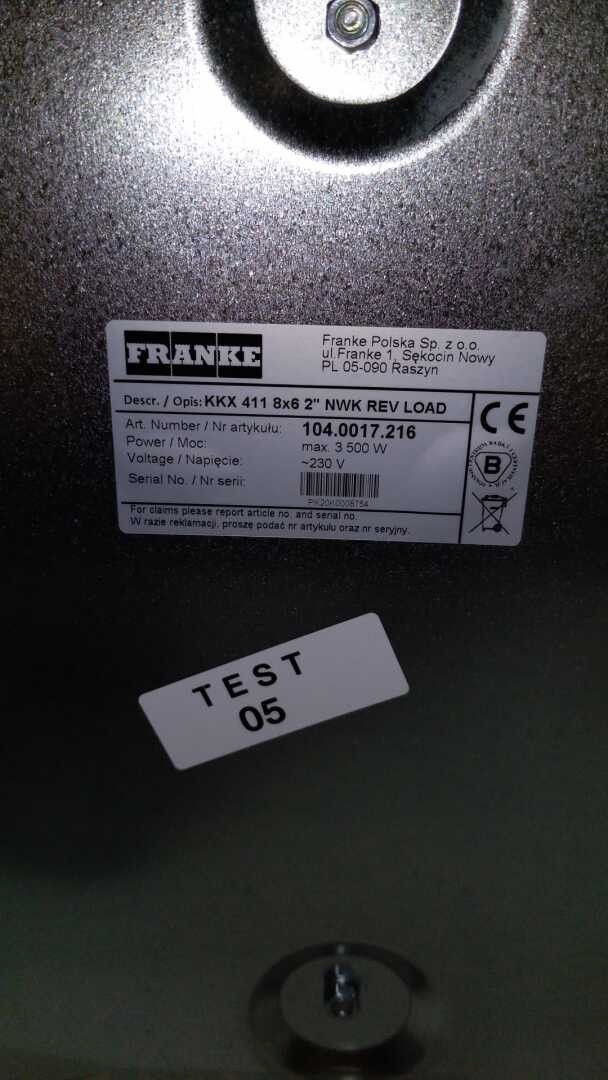 FRANKE
Franke Polska Sp. z o.o.
ul.Franke 1, Sękocin Nowy
PL 05-090 Raszyn
Descr. / Opis: KKX 411 8x6 2" NWK REV LOAD
Art. Number / Nr artykułu: 104.0017.216
Power / Moc: max. 3 500 W
Voltage / Napięcie: ~230 V
Serial No. / Nr serii:
For claims please report article no. and serial no.
W razie reklamacji, proszę podać nr artykułu oraz nr seryjny.
CE
B
TEST
05